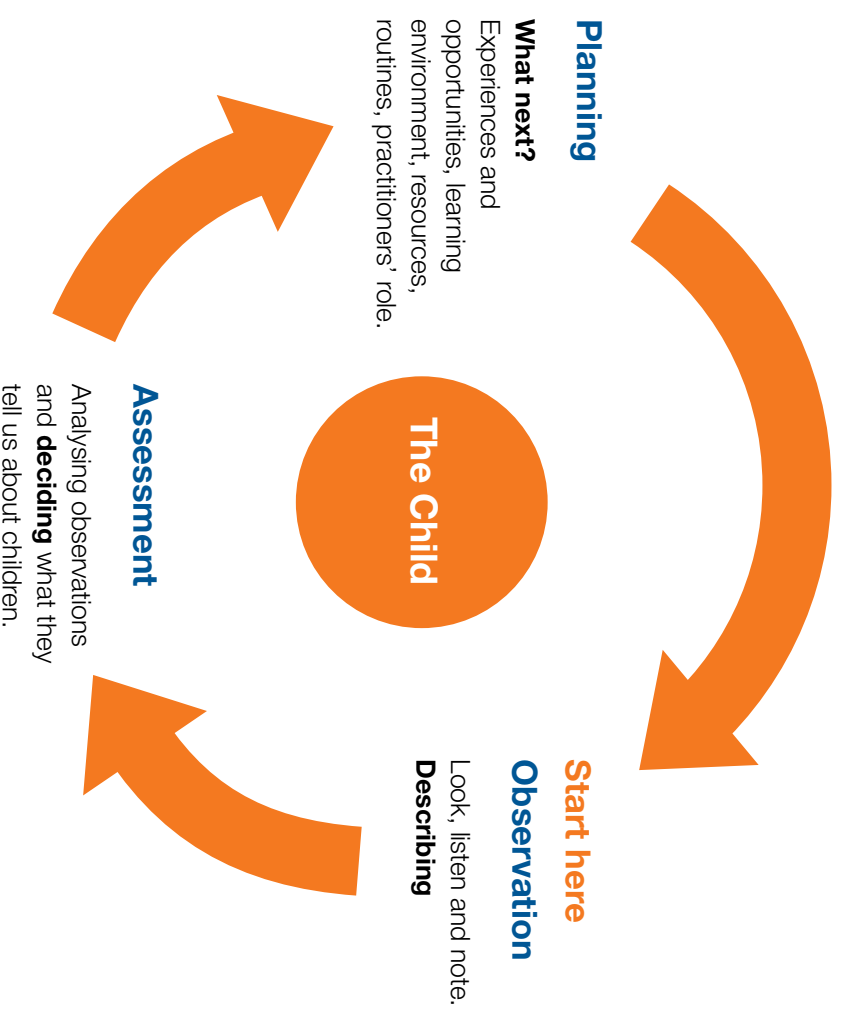 Start here
Observation
Look, listen and note.
Describing
Assessment
Analysing observations
and deciding what they
tell us about children.
Planning
What next?
Experiences and
opportunities, learning
environment, resources,
routines, practitioners’ role.
The Child